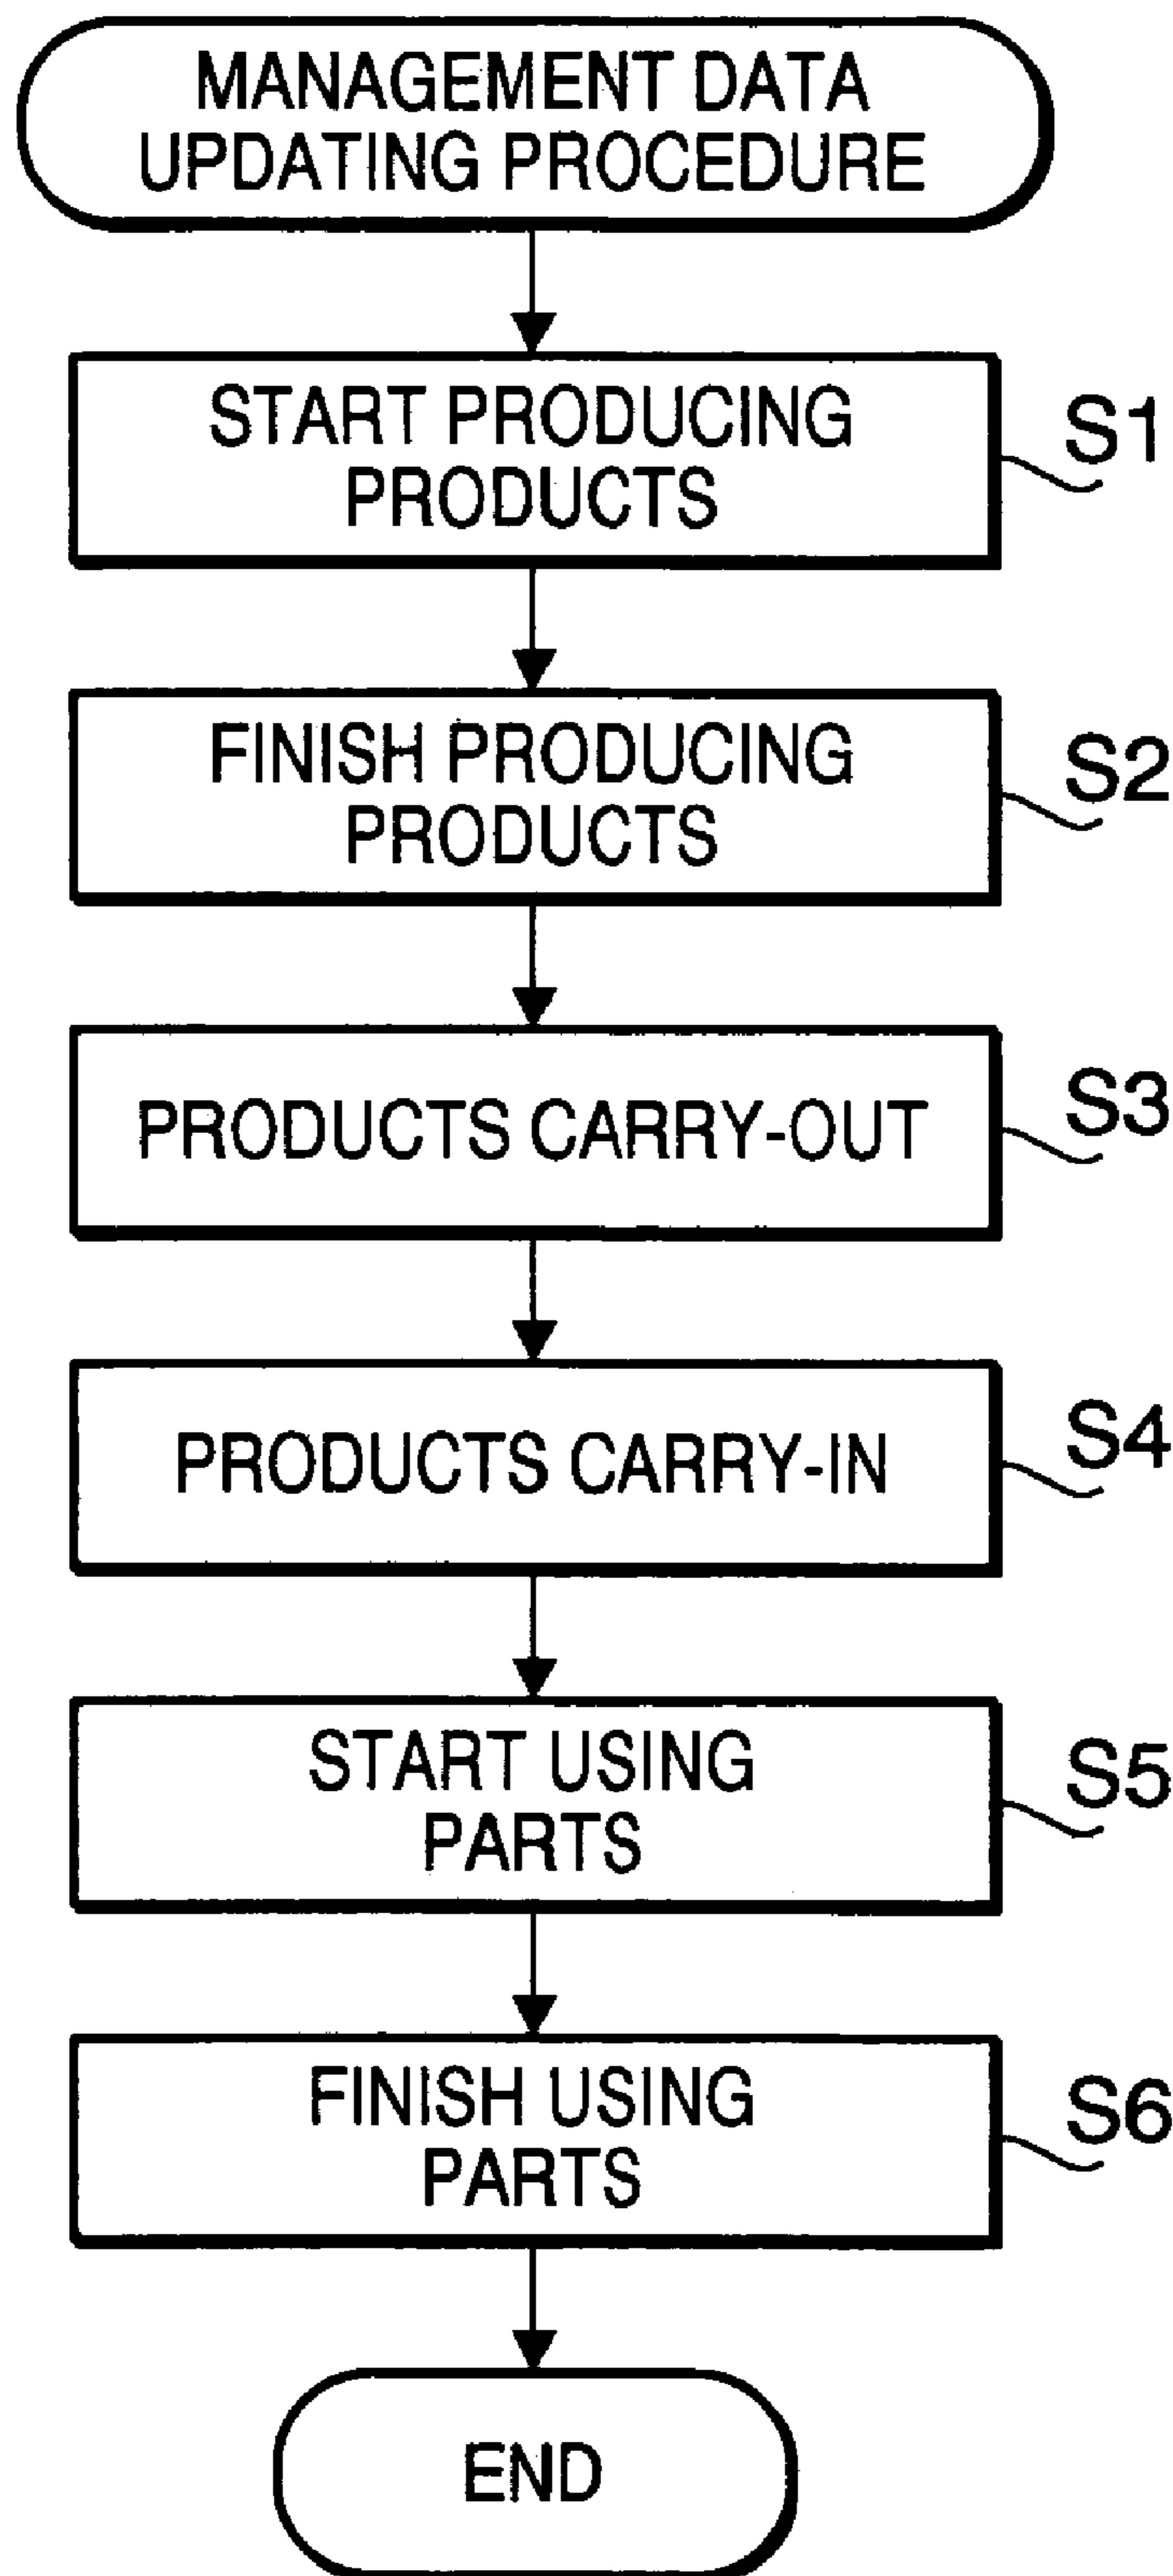 MANAGEMENT DATA
UPDATING PROCEDURE
START PRODUCING
PRODUCTS
S1
FINISH PRODUCING
PRODUCTS
S2
PRODUCTS CARRY-OUT
S3
PRODUCTS CARRY-IN
S4
START USING
PARTS
S5
FINISH USING
PARTS
S6
END